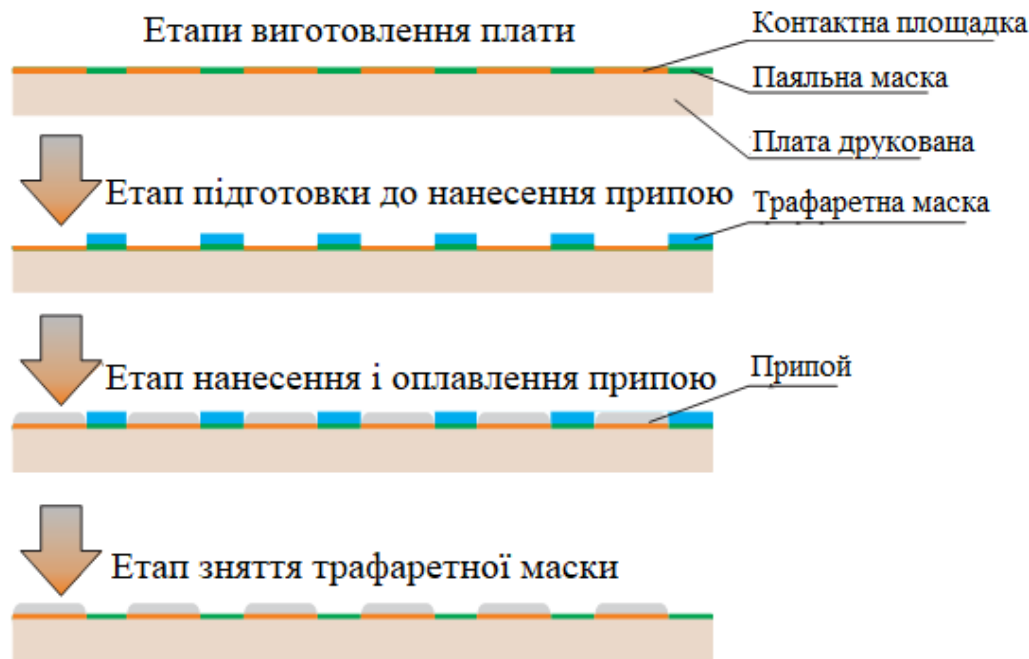 Етапи виготовлення плати
Контактна площадка
Паяльна маска
Плата друкована
Етап підготовки до нанесення припою
Трафаретна маска
Етап нанесення і оплавлення припою
Припой
Етап зняття трафаретної маски